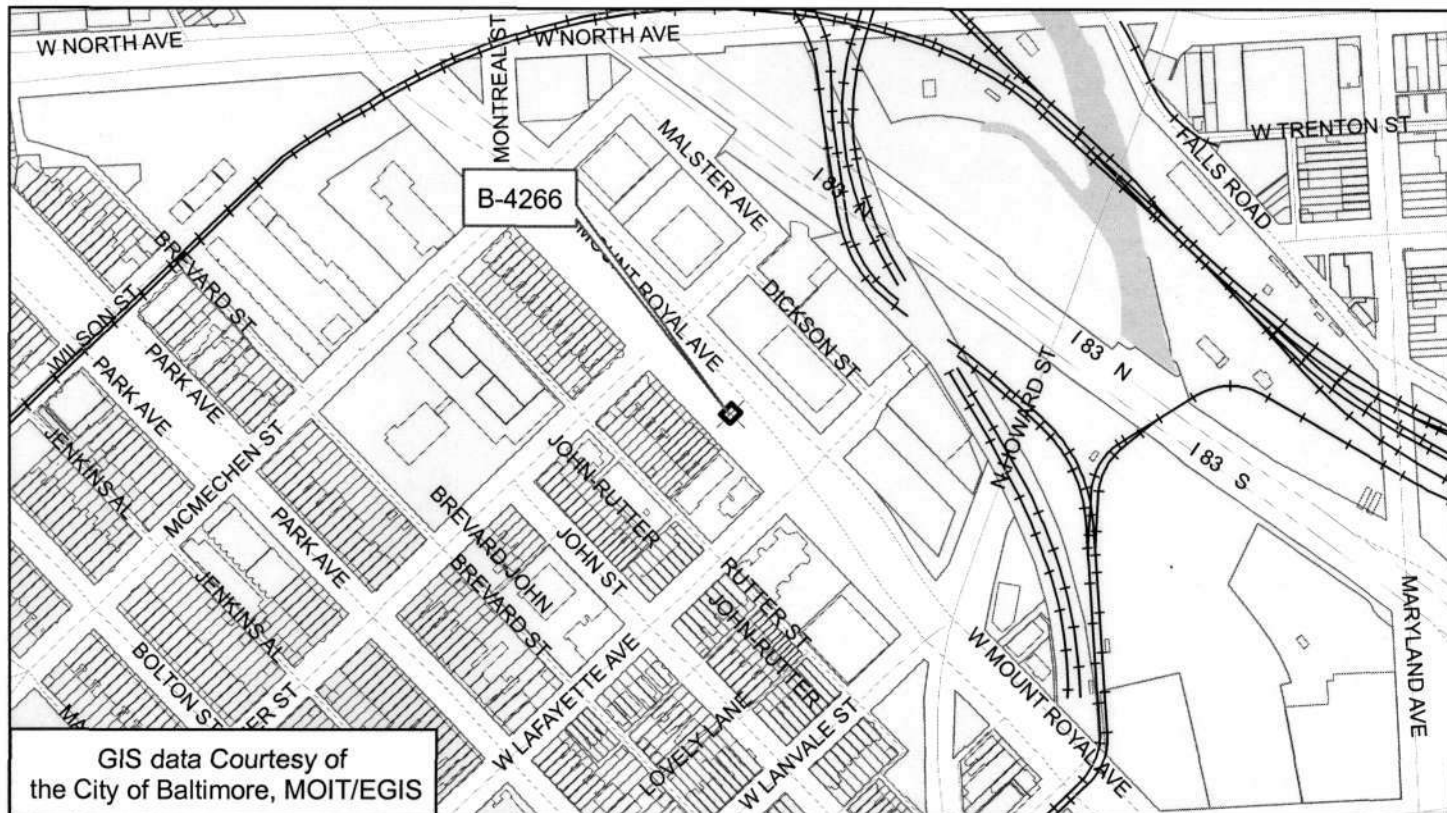 W NORTH AVE
W NORTH AVE
MONTREAL ST
W TRENTON ST
MALSTER AVE
FALLS ROAD
I 83 N
B-4266
MOUNT ROYAL AVE
BREVARD ST
DICKSON ST
WILSON ST
I 83 N
PARK AVE
PARK AVE
N HOWARD ST
JENKINS AL
MCMECHEN ST
JOHN-RUTTER
I 83 S
PARK AVE
BREVARD-JOHN
JOHN ST
BREVARD ST
RUTTER ST
JENKINS AL
JOHN-RUTTER
MARYLAND AVE
BOLTON ST
W LAFAYETTE AVE
W MOUNT ROYAL AVE
LOVELY LANE
W LANVALE ST
GIS data Courtesy of
the City of Baltimore, MOIT/EGIS